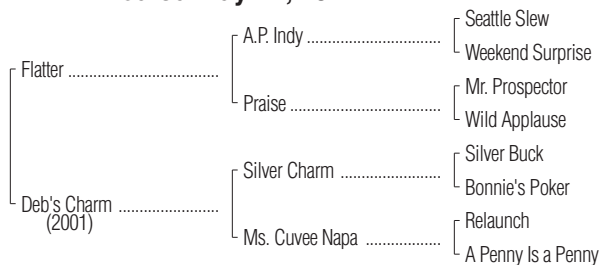 Seattle Slew
A.P. Indy ........................................
Weekend Surprise
Flatter ............................................
Mr. Prospector
Praise .............................................
Wild Applause
Silver Buck
Silver Charm ..............................
Bonnie's Poker
Deb's Charm .............................
(2001)
Relaunch
Ms. Cuvee Napa .......................
A Penny Is a Penny